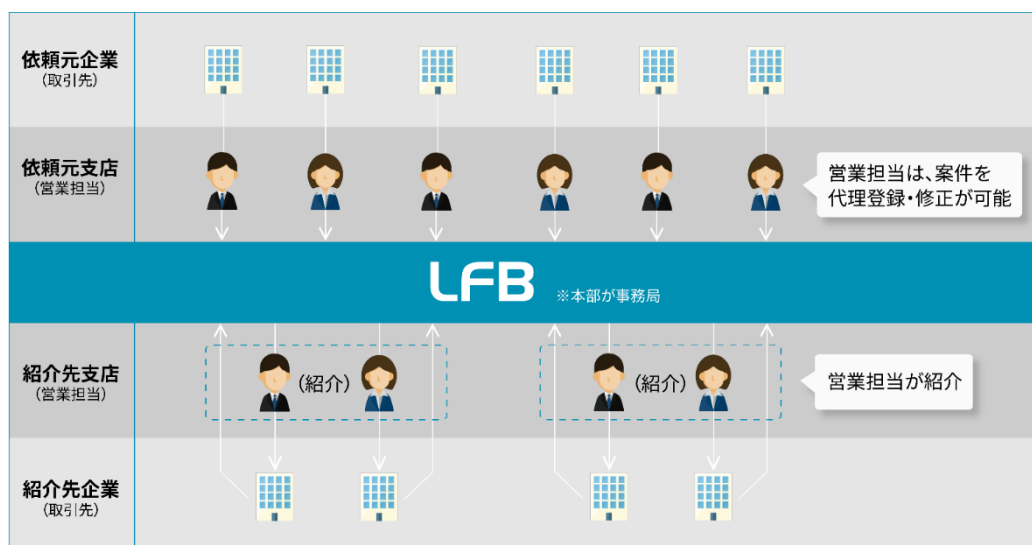 依頼元企業
(取引先)
依頼元支店
(営業担当)
営業担当は、案件を
代理登録・修正が可能
LFB ※本部が事務局
紹介先支店
(営業担当)
(紹介)
(紹介)
営業担当が紹介
紹介先企業
(取引先)